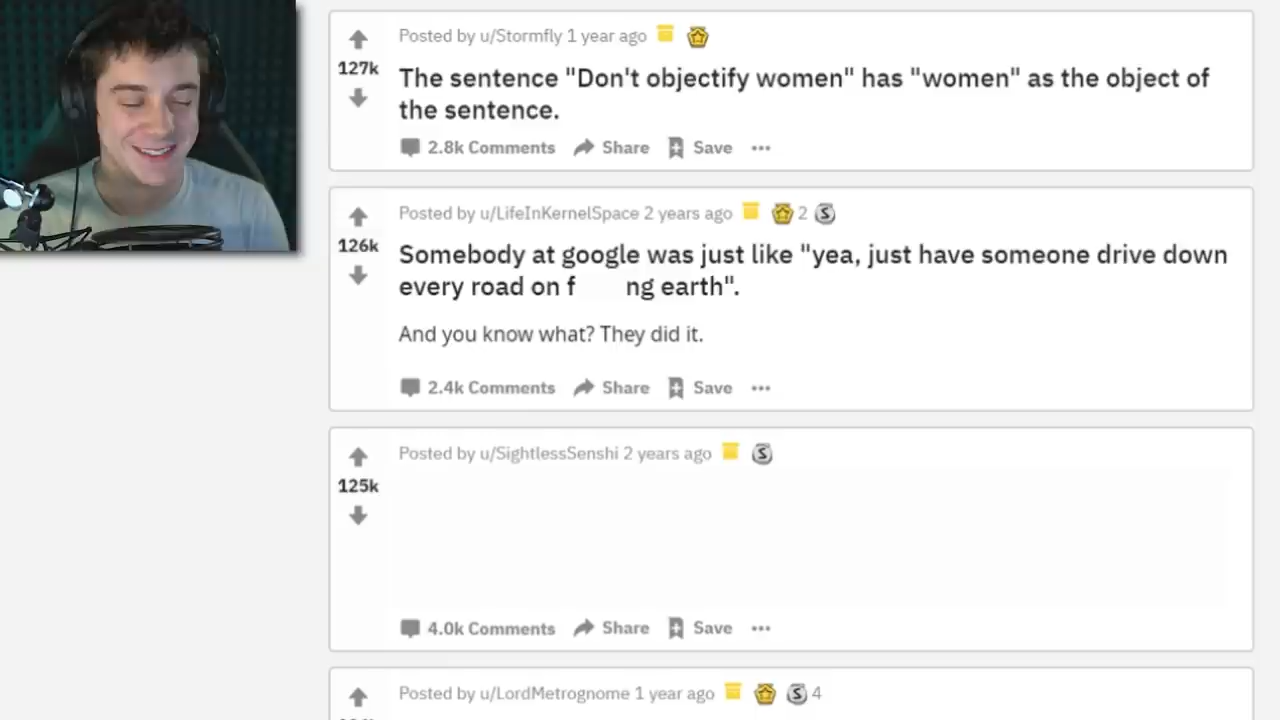 Posted by u/Stormfly 1 year ago
127k
The sentence "Don't objectify women" has "women" as the object of
the sentence.
2.8k Comments Share Save
Posted by u/LifeInKernelSpace 2 years ago 2 S
126k
Somebody at google was just like "yea, just have someone drive down
every road on f ng earth".
And you know what? They did it.
2.4k Comments Share Save
Posted by u/SightlessSenshi 2 years ago S
125k
4.0k Comments Share Save
Posted by u/LordMetrognome 1 year ago S 4